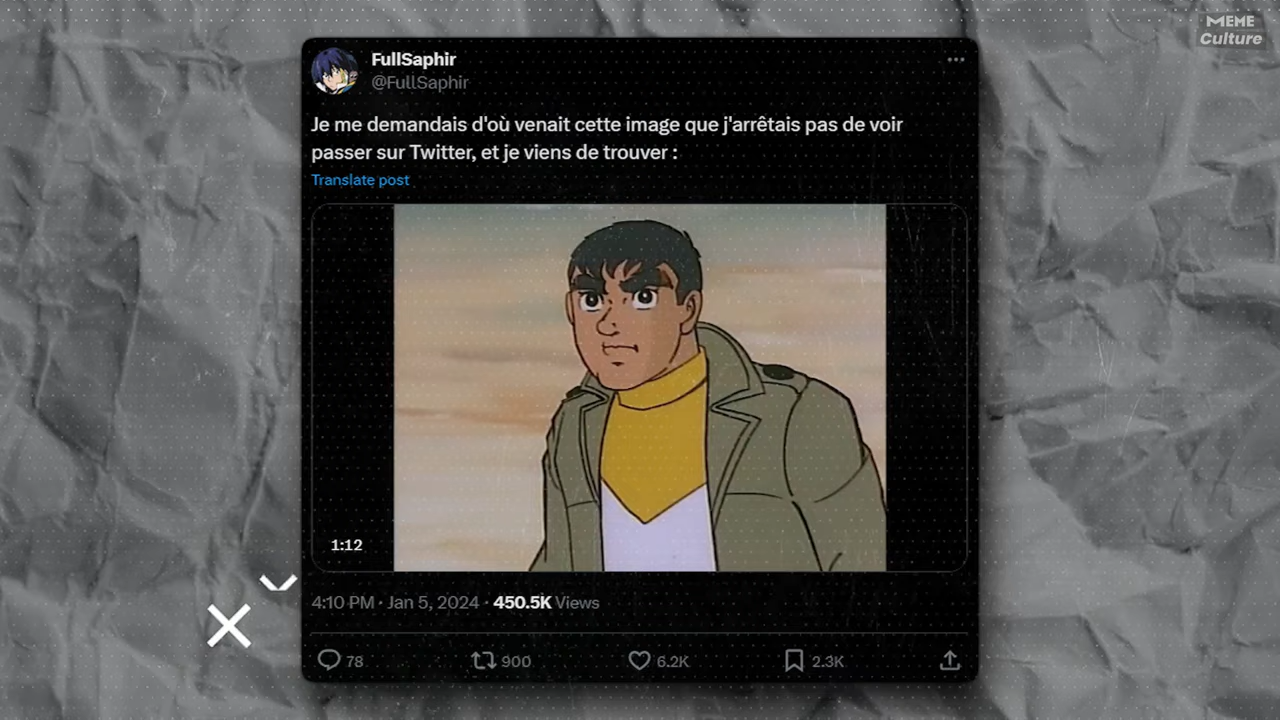 MEME
Culture
FullSaphir
@FullSaphir
Je me demandais d'où venait cette image que j'arrêtais pas de voir
passer sur Twitter, et je viens de trouver :
Translate post
1:12
4:10 PM · Jan 5, 2024 · 450.5K Views
78 900 6.2K 2.3K